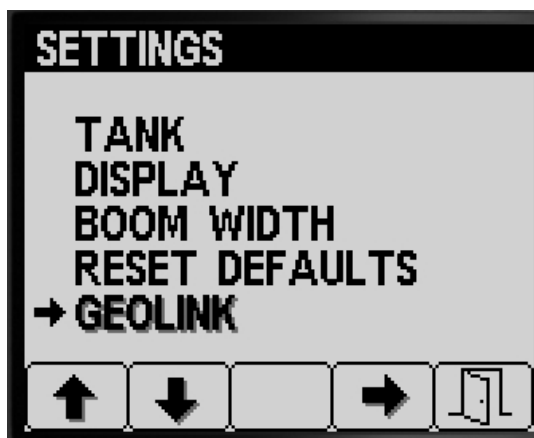 SETTINGS
TANK
DISPLAY
BOOM WIDTH
RESET DEFAULTS
GEOLINK